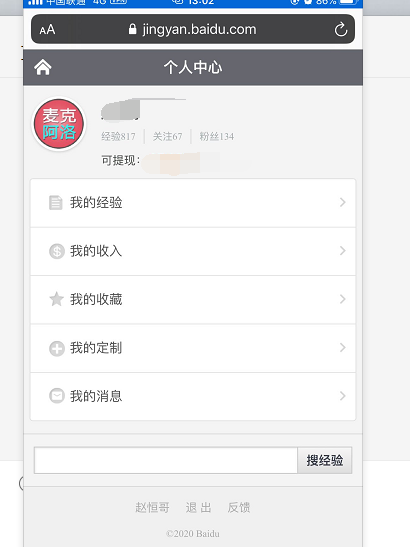 中国联通 4G 13:02 86%
AA jingyan.baidu.com
个人中心
麦克
阿洛
经验817 关注67 粉丝134
可提现:
我的经验
我的收入
我的收藏
我的定制
我的消息
搜经验
赵恒哥 退 出 反馈
©2020 Baidu